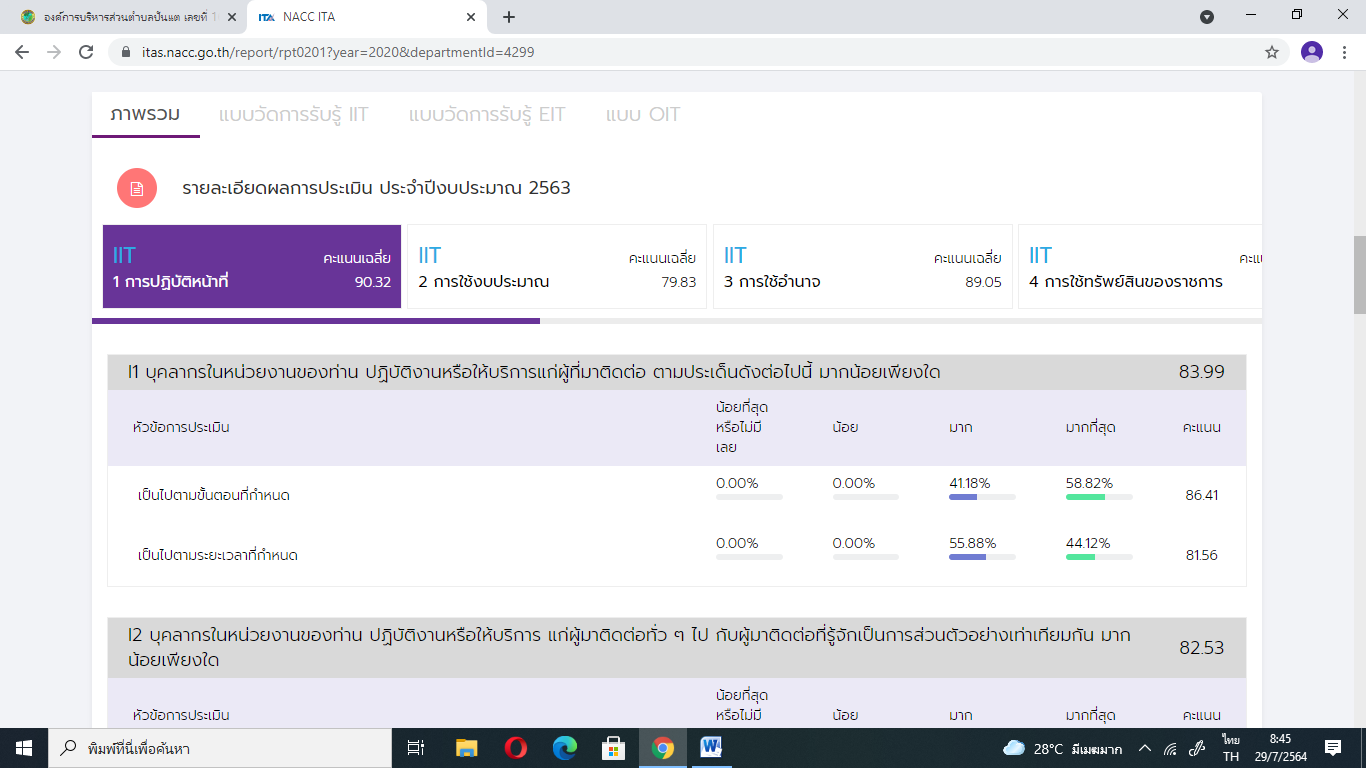 องค์การบริหารส่วนตำบลปันแต เลขที่
NACC ITA
itas.nacc.go.th/report/rpt0201?year=2020&departmentId=4299
ภาพรวม แบบวัดการรับรู้ IIT แบบวัดการรับรู้ EIT แบบ OIT
รายละเอียดผลการประเมิน ประจำปีงบประมาณ 2563
IIT คะแนนเฉลี่ย
1 การปฏิบัติหน้าที่ 90.32
IIT คะแนนเฉลี่ย
2 การใช้งบประมาณ 79.83
IIT คะแนนเฉลี่ย
3 การใช้อำนาจ 89.05
IIT
4 การใช้ทรัพย์สินของราชการ
I1 บุคลากรในหน่วยงานของท่าน ปฏิบัติงานหรือให้บริการแก่ผู้ที่มาติดต่อ ตามประเด็นดังต่อไปนี้ มากน้อยเพียงใด 83.99
หัวข้อการประเมิน
น้อยที่สุด
หรือไม่มี
เลย
น้อย มาก มากที่สุด คะแนน
เป็นไปตามขั้นตอนที่กำหนด 0.00% 0.00% 41.18% 58.82% 86.41
เป็นไปตามระยะเวลาที่กำหนด 0.00% 0.00% 55.88% 44.12% 81.56
I2 บุคลากรในหน่วยงานของท่าน ปฏิบัติงานหรือให้บริการ แก่ผู้มาติดต่อทั่ว ๆ ไป กับผู้มาติดต่อที่รู้จักเป็นการส่วนตัวอย่างเท่าเทียมกัน มาก
น้อยเพียงใด 82.53
หัวข้อการประเมิน
น้อยที่สุด
หรือไม่มี
น้อย มาก มากที่สุด คะแนน
พิมพ์ที่นี่เพื่อค้นหา
28°C มีเมฆมาก
ไทย
TH
8:45
29/7/2564